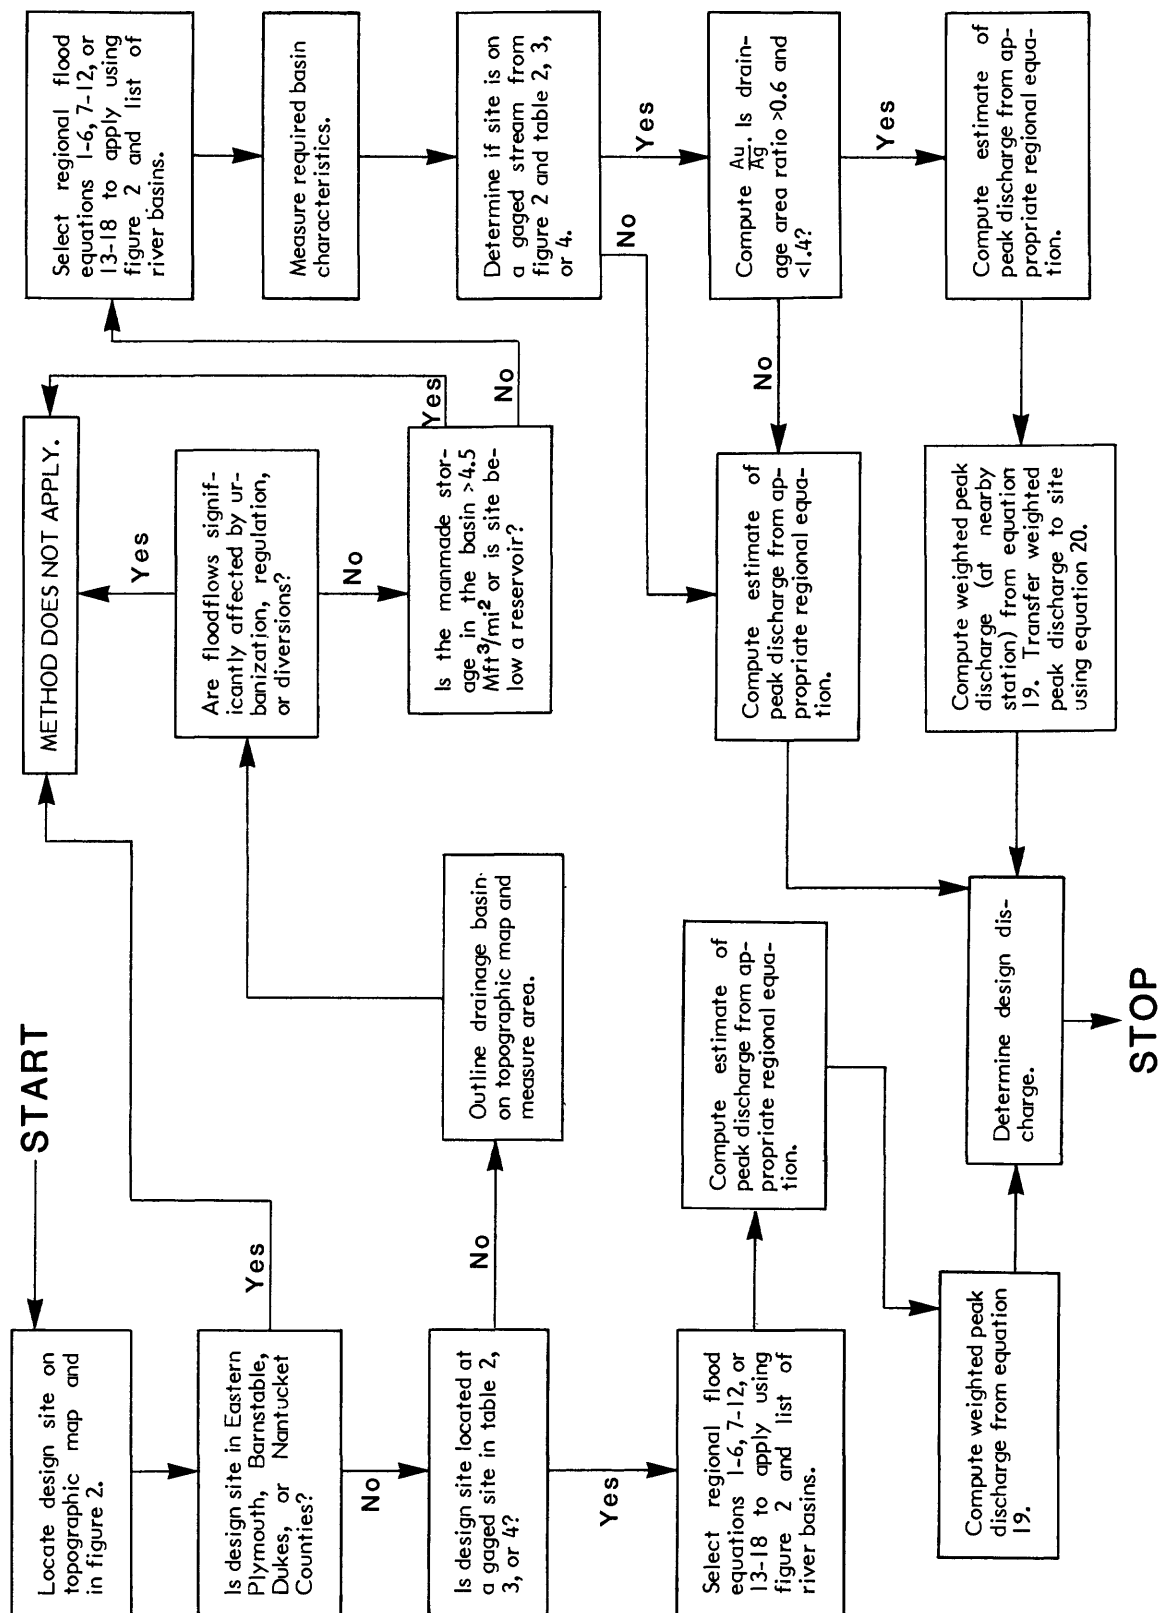 START
Locate design site on
topographic map and
in figure 2.
Is design site in Eastern
Plymouth, Barnstable,
Dukes, or Nantucket
Counties?
Yes
No
METHOD DOES NOT APPLY.
Is design site located at
a gaged site in table 2,
3, or 4?
No
Yes
Outline drainage basin
on topographic map and
measure area.
Are floodflows signif-
icantly affected by ur-
banization, regulation,
or diversions?
Yes
No
Is the manmade stor-
age in the basin >4.5
Mft³/mi² or is site be-
low a reservoir?
Yes
No
Select regional flood
equations 1-6, 7-12, or
13-18 to apply using
figure 2 and list of
river basins.
Measure required basin
characteristics.
Determine if site is on
a gaged stream from
figure 2 and table 2, 3,
or 4.
No
Yes
Compute Au/Ag. Is drain-
age area ratio >0.6 and
<1.4?
No
Yes
Compute estimate of
peak discharge from ap-
propriate regional equa-
tion.
Compute estimate of
peak discharge from ap-
propriate regional equa-
tion.
Compute weighted peak
discharge (at nearby
station) from equation
19. Transfer weighted
peak discharge to site
using equation 20.
Select regional flood
equations 1-6, 7-12, or
13-18 to apply using
figure 2 and list of
river basins.
Compute estimate of
peak discharge from ap-
propriate regional equa-
tion.
Compute weighted peak
discharge from equation
19.
Determine design dis-
charge.
STOP